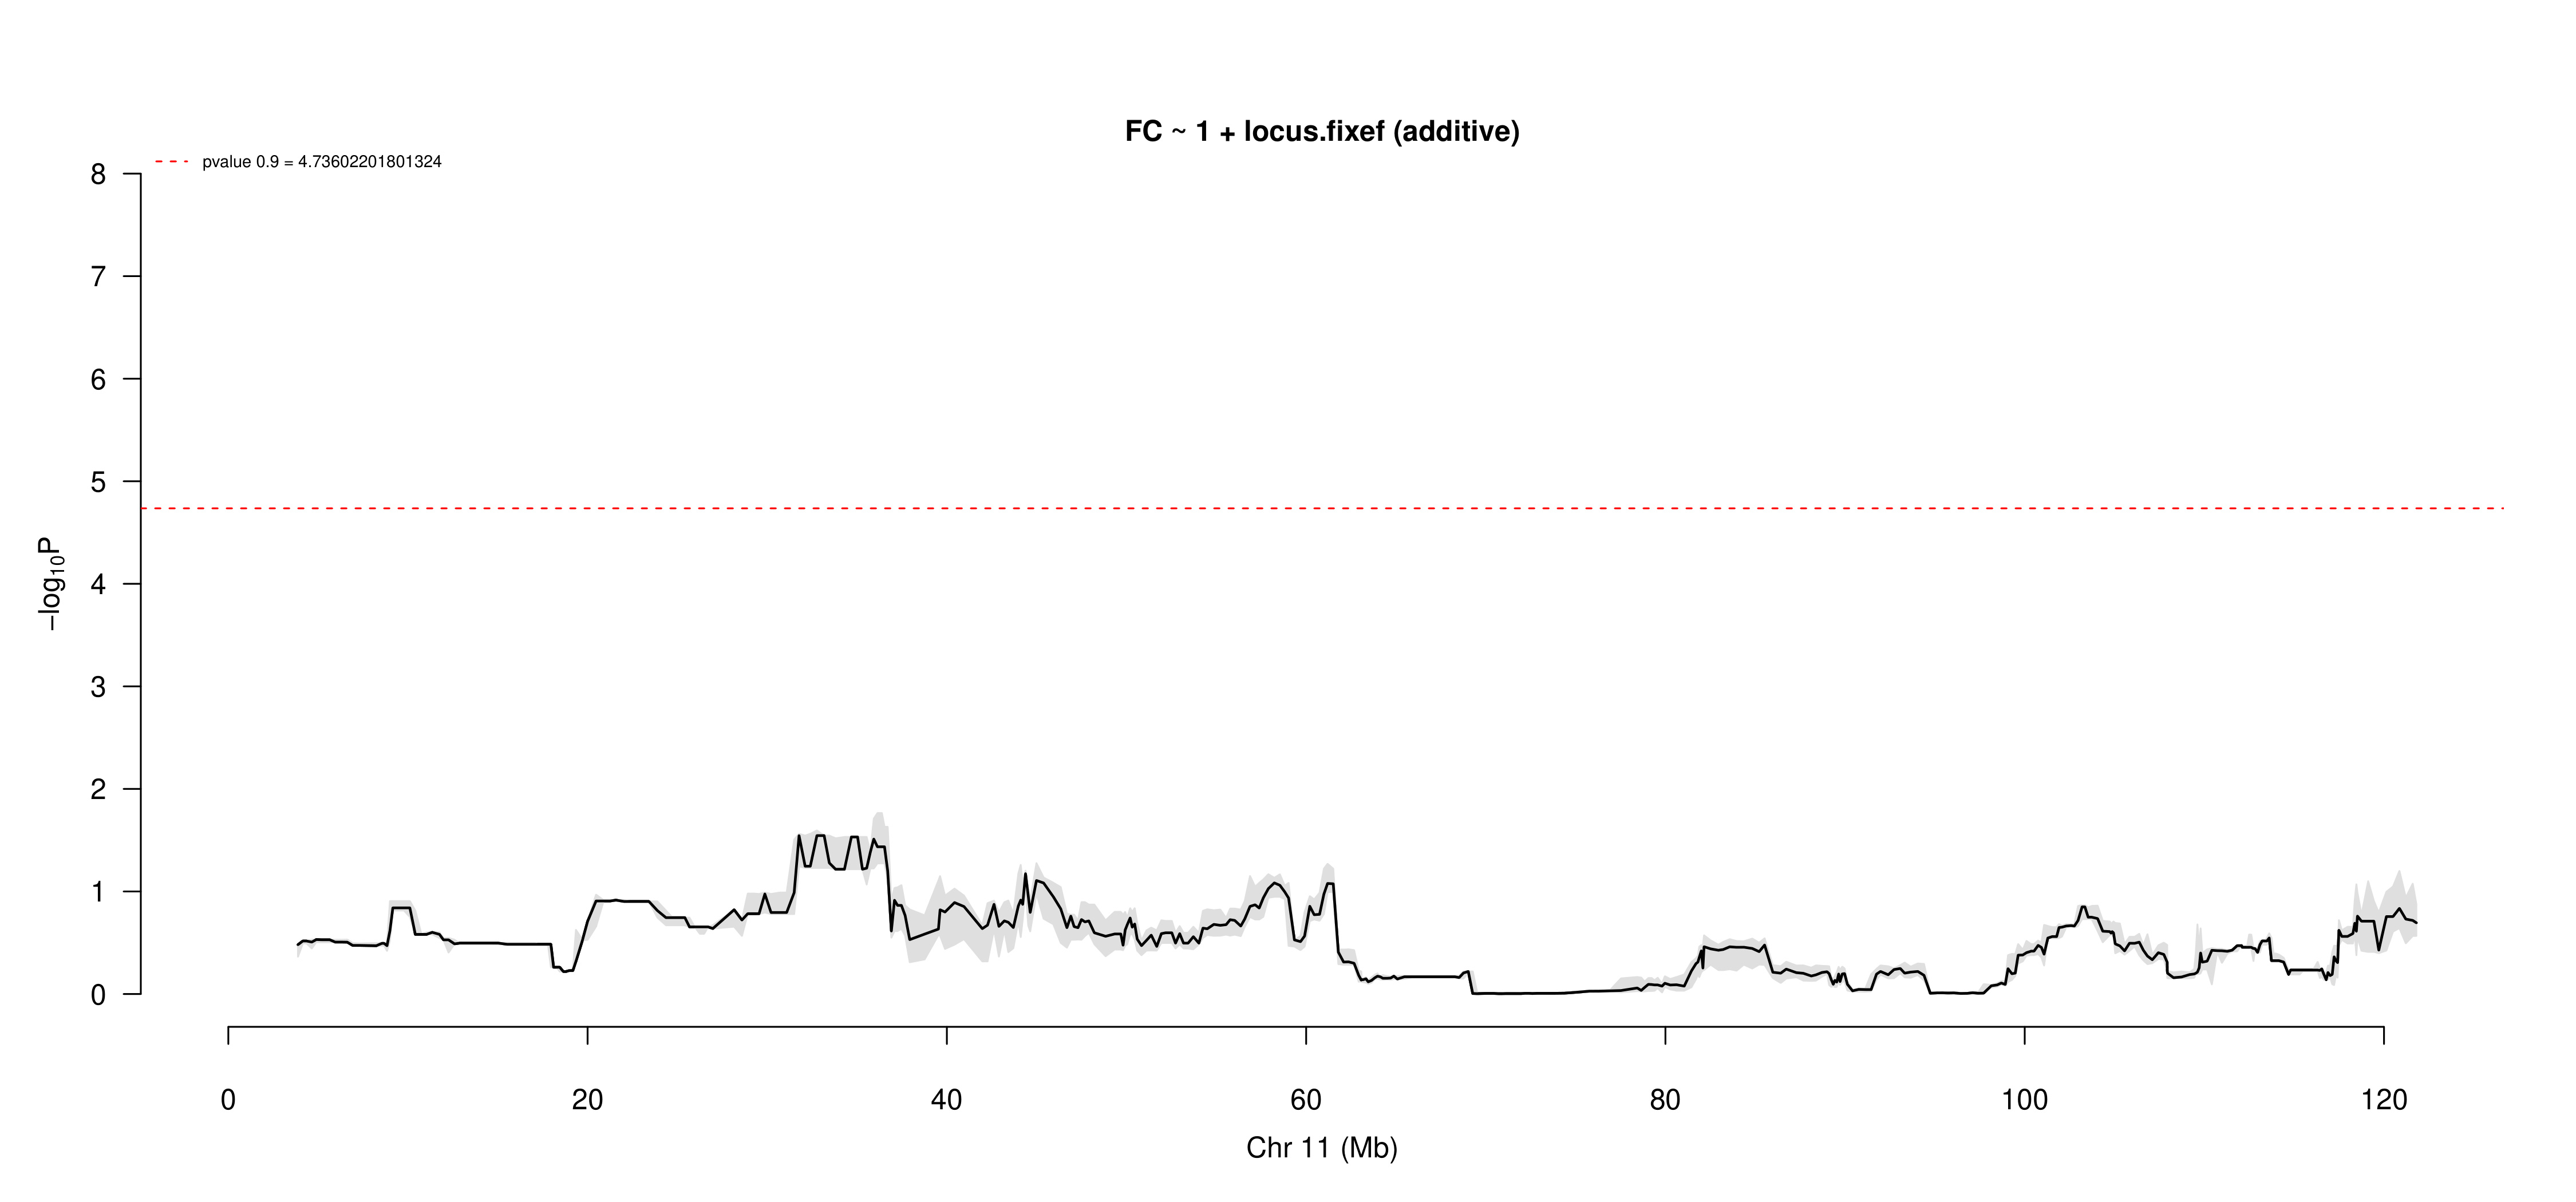 FC ~ 1 + locus.fixef (additive)
pvalue 0.9 = 4.73602201801324
8
7
6
5
4
3
2
1
0
−log₁₀P
0 20 40 60 80 100 120
Chr 11 (Mb)